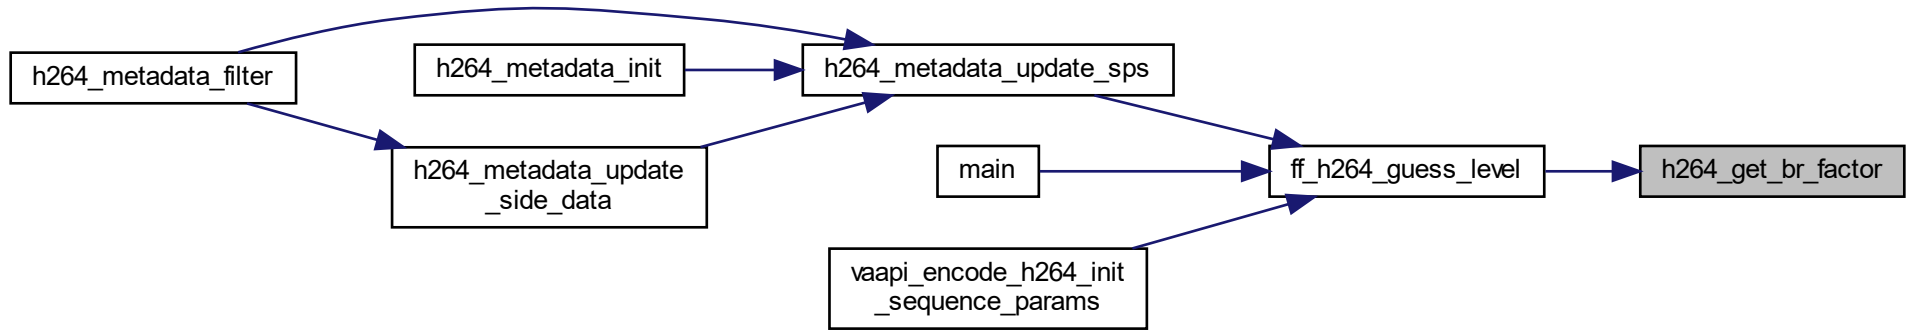 h264_metadata_filter
h264_metadata_init
h264_metadata_update_sps
h264_metadata_update
_side_data
main
ff_h264_guess_level
h264_get_br_factor
vaapi_encode_h264_init
_sequence_params